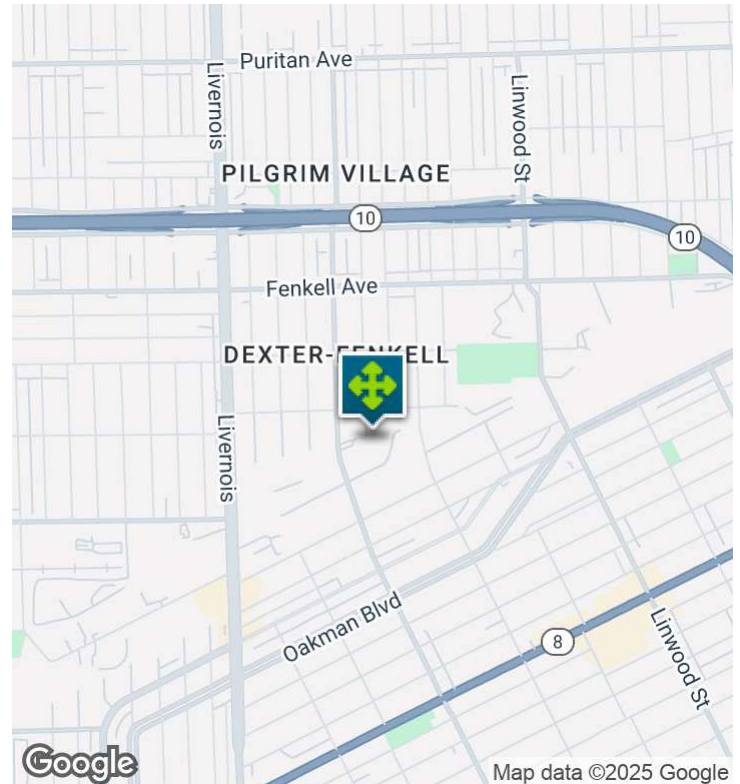 Puritan Ave
Livernois
Linwood St
PILGRIM VILLAGE
10
10
Fenkell Ave
DEXTER-FENKELL
Livernois
Oakman Blvd
8
Linwood St
Google
Map data ©2025 Google